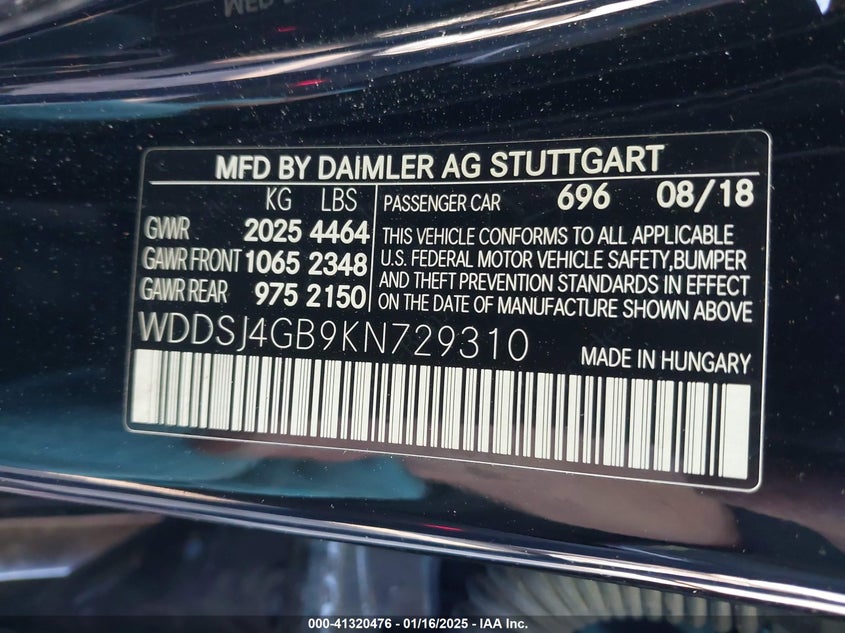 MFD BY DAIMLER AG STUTTGART
KG LBS
GVWR 2025 4464
GAWR FRONT 1065 2348
GAWR REAR 975 2150
PASSENGER CAR 696 08/18
THIS VEHICLE CONFORMS TO ALL APPLICABLE
U.S. FEDERAL MOTOR VEHICLE SAFETY,BUMPER
AND THEFT PREVENTION STANDARDS IN EFFECT
ON THE DATE OF MANUFACTURE SHOWN ABOVE
WDDSJ4GB9KN729310
MADE IN HUNGARY
000-41320476 - 01/16/2025 - IAA Inc.